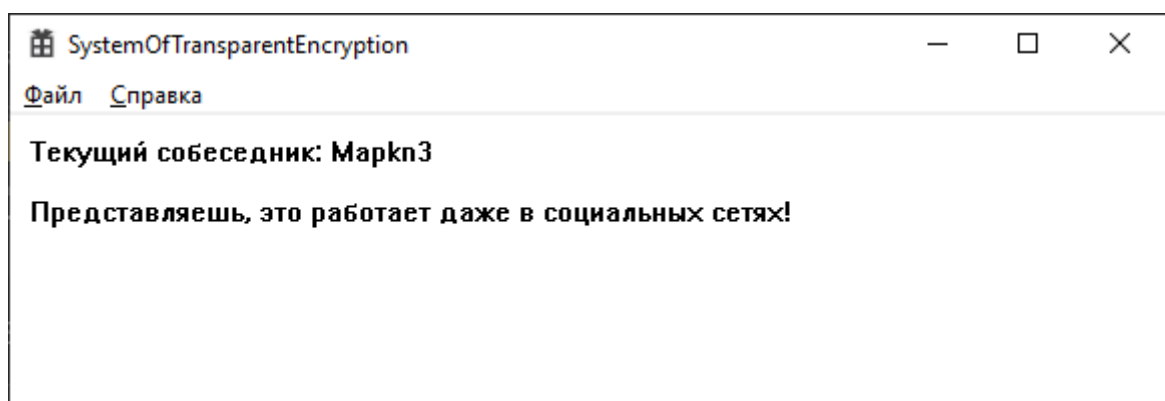 SystemOfTransparentEncryption
Файл Справка
Текущий собеседник: Mapkn3
Представляешь, это работает даже в социальных сетях!